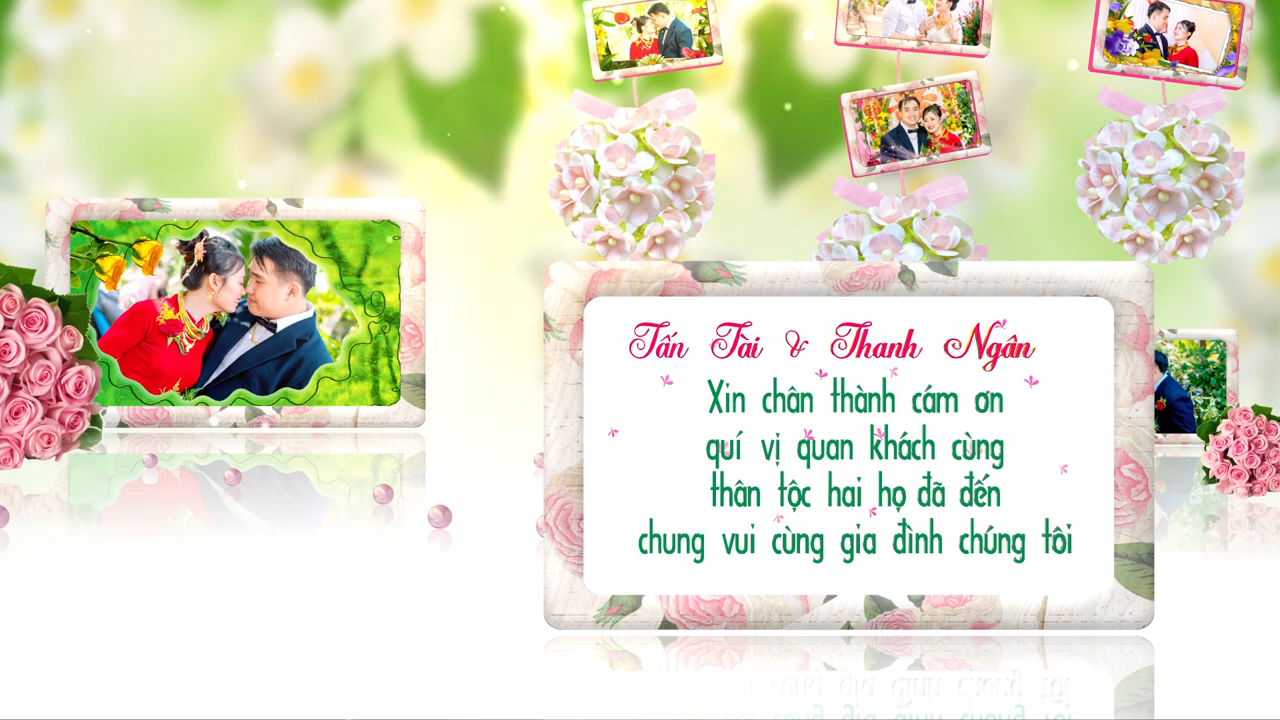 Tấn Tài & Thanh Ngân
Xin chân thành cám ơn
quí vị quan khách cùng
thân tộc hai họ đã đến
chung vui cùng gia đình chúng tôi